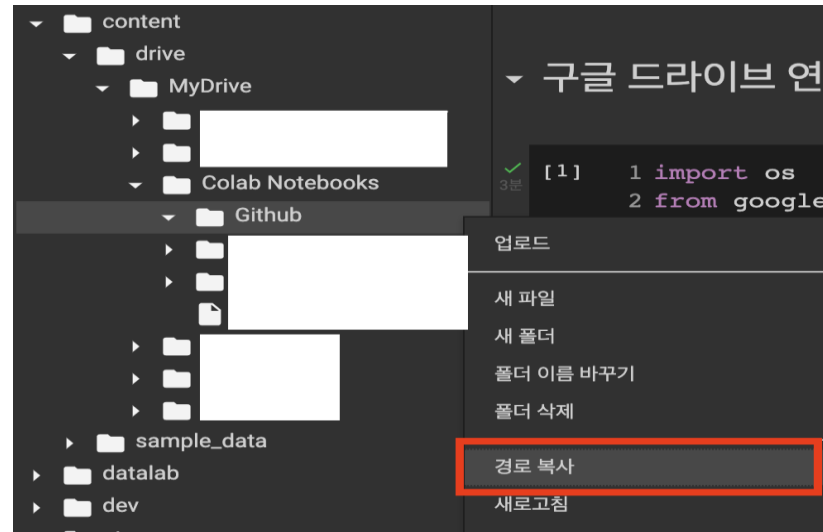 content
drive
MyDrive
Colab Notebooks
Github
sample_data
datalab
dev
구글 드라이브 연
[1]
3분
1 import os
2 from google
업로드
새 파일
새 폴더
폴더 이름 바꾸기
폴더 삭제
경로 복사
새로고침